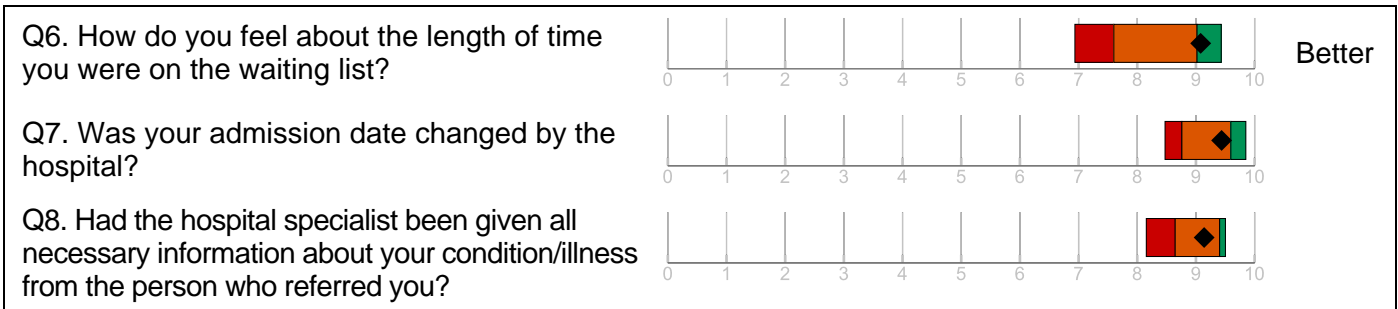 Q6. How do you feel about the length of time
you were on the waiting list?
0 1 2 3 4 5 6 7 8 9 10
Better
Q7. Was your admission date changed by the
hospital?
0 1 2 3 4 5 6 7 8 9 10
Q8. Had the hospital specialist been given all
necessary information about your condition/illness
from the person who referred you?
0 1 2 3 4 5 6 7 8 9 10